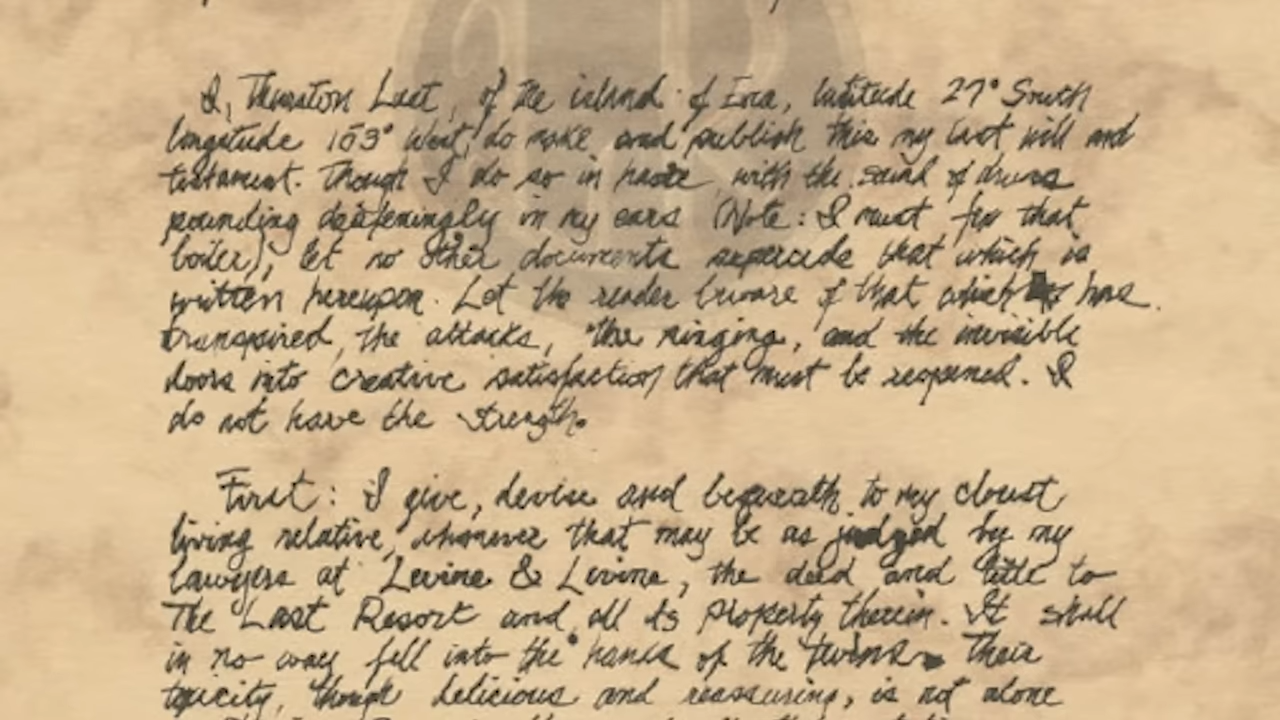 I, Thurston Last, of the island of Isra, latitude 27° South
longitude 153° West, do make and publish this my last will and
testament. Though I do so in haste, with the sound of drums
pounding deafeningly in my ears (Note: I must fix that
boiler), let no other documents supercede that which is
written hereupon. Let the reader beware of that which has
transpired, the attacks, "the ringing, and the invisible
doors into creative satisfaction that must be reopened. I
do not have the strength.
First: I give, devise and bequeath to my closest
living relative, whomever that may be as judged by my
lawyers at Levine & Levine, the deed and title to
The Last Resort and all its property therein. It shall
in no way fall into the hands of the twins. Their
toxicity, though delicious and reassuring, is not alone